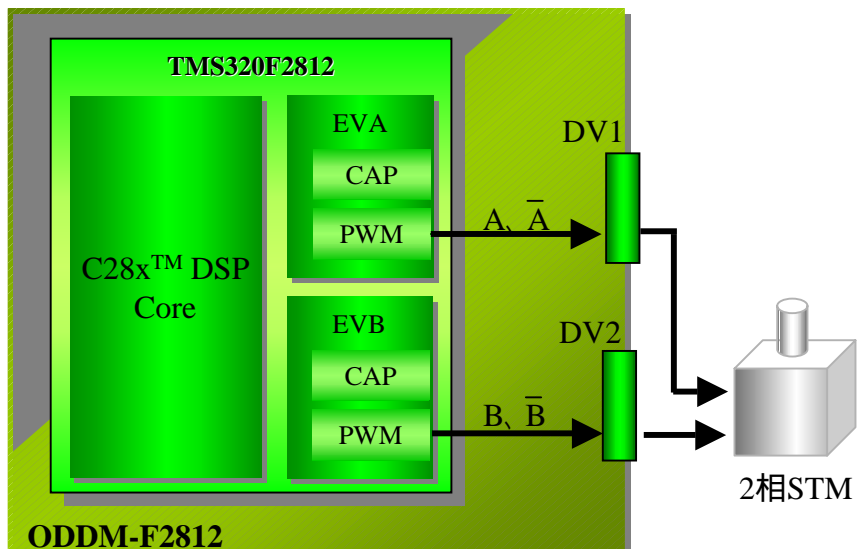 TMS320F2812
C28x™ DSP
Core
EVA
CAP
PWM
EVB
CAP
PWM
A、A̅
B、B̅
DV1
DV2
2相STM
ODDM-F2812